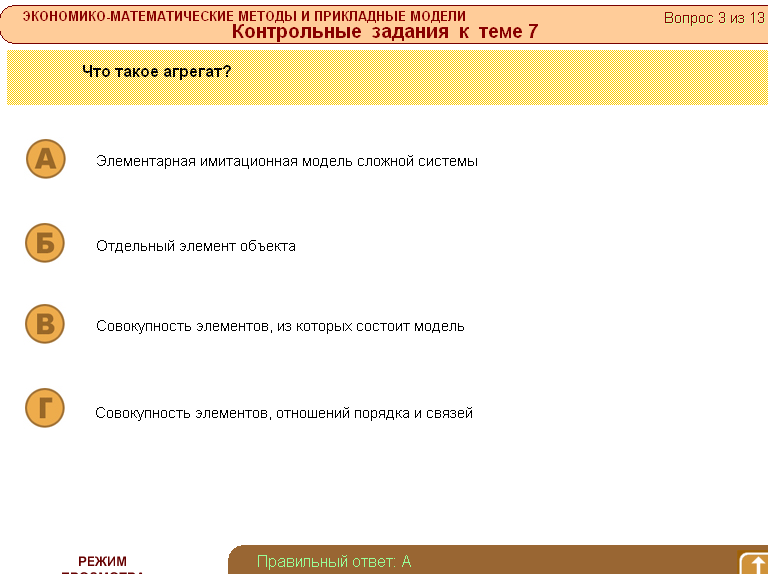 ЭКОНОМИКО-МАТЕМАТИЧЕСКИЕ МЕТОДЫ И ПРИКЛАДНЫЕ МОДЕЛИ
Вопрос 3 из 13
Контрольные задания к теме 7
Что такое агрегат?
А Элементарная имитационная модель сложной системы
Б Отдельный элемент объекта
В Совокупность элементов, из которых состоит модель
Г Совокупность элементов, отношений порядка и связей
РЕЖИМ
Правильный ответ: А